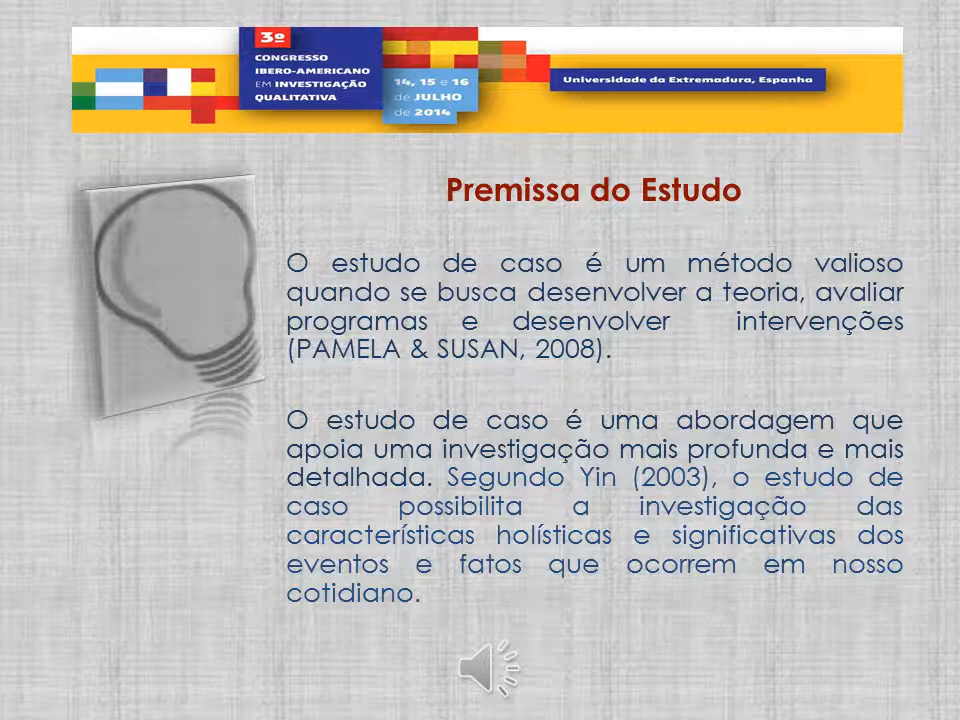 3º
CONGRESSO
IBERO-AMERICANO
EM INVESTIGAÇÃO
QUALITATIVA
14, 15 e 16
de JULHO
de 2014
Universidade da Extremadura, Espanha
Premissa do Estudo
O estudo de caso é um método valioso
quando se busca desenvolver a teoria, avaliar
programas e desenvolver intervenções
(PAMELA & SUSAN, 2008).
O estudo de caso é uma abordagem que
apoia uma investigação mais profunda e mais
detalhada. Segundo Yin (2003), o estudo de
caso possibilita a investigação das
características holísticas e significativas dos
eventos e fatos que ocorrem em nosso
cotidiano.